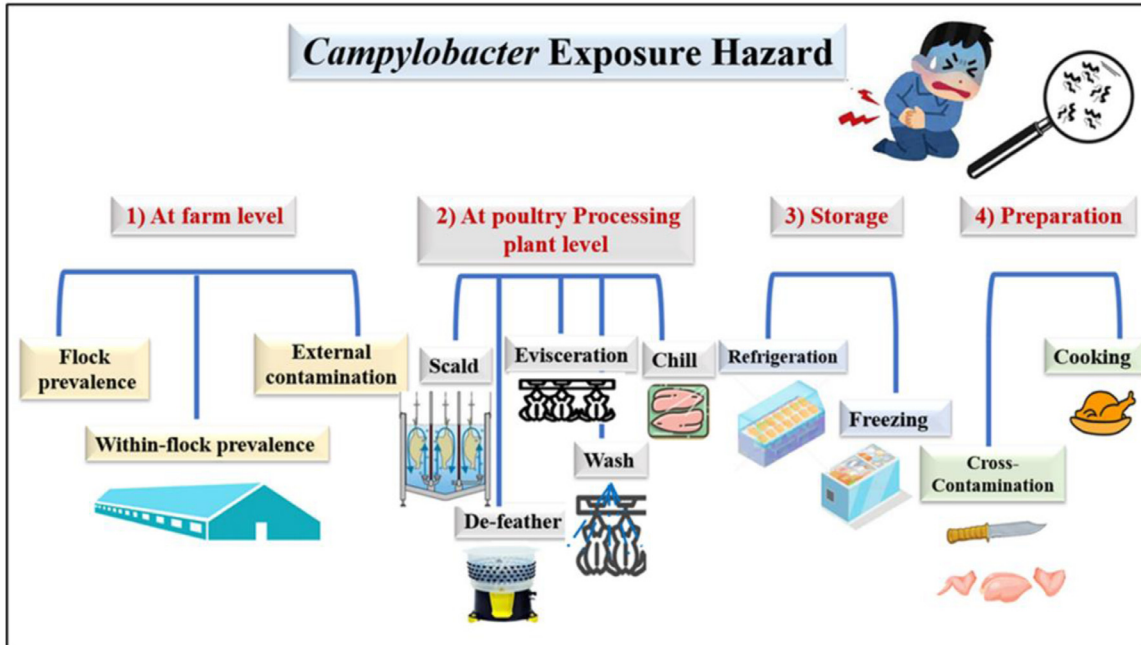 Campylobacter Exposure Hazard
1) At farm level
2) At poultry Processing
plant level
3) Storage
4) Preparation
Flock
prevalence
Within-flock prevalence
External
contamination
Scald
De-feather
Evisceration
Wash
Chill
Refrigeration
Freezing
Cross-
Contamination
Cooking